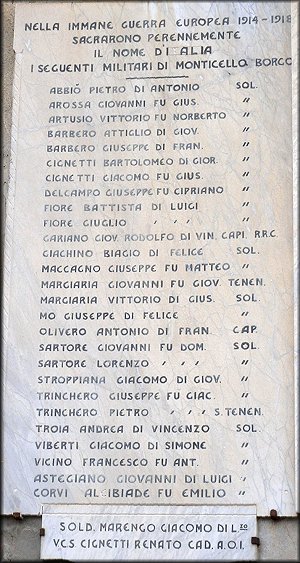 NELLA IMMANE GUERRA EUROPEA 1914-1918
SACRARONO PERENNEMENTE
IL NOME D'ITALIA
I SEGUENTI MILITARI DI MONTICELLO BORGO
ABBIÔ PIETRO DI ANTONIO SOL.
AROSSA GIOVANNI FU GIUS. "
ARTUSIO VITTORIO FU NORBERTO "
BARBERO ATTIGLIO DI GIOV. "
BARBERO GIUSEPPE DI FRAN. "
CIGNETTI BARTOLOMEO DI GIOR. "
CIGNETTI GIACOMO FU GIUS. "
DELCAMPO GIUSEPPE FU CIPRIANO "
FIORE BATTISTA DI LUIGI "
FIORE GIUGLIO , , , "
GARIANO GIOV. RODOLFO DI VIN. CAPI. R.R.C.
GIACHINO BIAGIO DI FELICE SOL.
MACCAGNO GIUSEPPE FU MATTEO "
MARGIARIA GIOVANNI FU GIOV. TENEN.
MARGIARIA VITTORIO DI GIUS. SOL.
MO GIUSEPPE DI FELICE "
OLIVERO ANTONIO DI FRAN. CAP.
SARTORE GIOVANNI FU DOM. SOL.
SARTORE LORENZO , , , "
STROPPIANA GIACOMO DI GIOV. "
TRINCHERO GIUSEPPE FU GIAC. "
TRINCHERO PIETRO , , , S.TENEN.
TROIA ANDREA DI VINCENZO SOL.
VIBERTI GIACOMO DI SIMONE "
VICINO FRANCESCO FU ANT. "
ASTEGIANO GIOVANNI DI LUIGI "
CORVI ALSIBIADE FU EMILIO "
SOLD. MARENGO GIACOMO DI L.zo
V.C.S. CIGNETTI RENATO CAD. A.O.I.